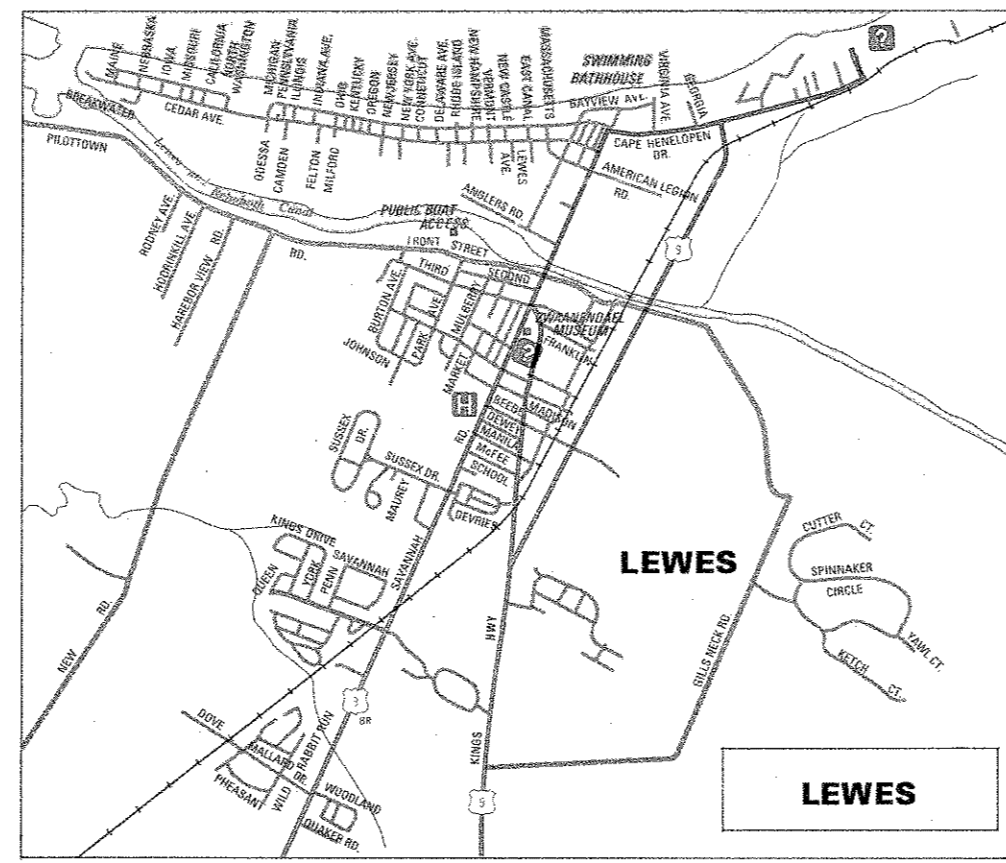 MAINE
NEBRASKA
IOWA
MISSOURI
CALIFORNIA
NORTH
WASHINGTON
MICHIGAN
PENNSYLVANIA
ILLINOIS
INDIANA AVE.
OHIO
KENTUCKY
OREGON
NEW JERSEY
NEW YORK AVE.
CONNETICUT
DELAWARE AVE.
RHODE ISLAND
NEW HAMPSHIRE
VERMONT
NEW CASTLE
EAST CANAL
MASSACHUSETS
SWIMMING
BATHHOUSE
VIRGINIA AVE.
GEORGIA
?
BAYVIEW AVE.
BREAKWATER
CEDAR AVE.
CAPE HENELOPEN
DR.
PILOTTOWN
RD.
ODESSA
CAMDEN
FELTON
MILFORD
AVE.
LEWES
AMERICAN LEGION
RD.
ANGLERS RD.
Lewes and
Rehoboth Canal
PUBLIC BOAT
ACCESS
9
RODNEY AVE.
HOORNKILL AVE.
HARBOR VIEW RD.
FRONT STREET
SECOND
THIRD
BURTON AVE.
PARK AVE.
MULBERRY
JOHNSON
MARKET
ZWAANENDAEL
MUSEUM
FRANKLIN
?
H
BEEBE
MADISON
DEWEY
MANILA
McFEE
SCHOOL
SUSSEX
DR.
SUSSEX DR.
MAUREY
DEVRIES
SAVANNAH RD.
KINGS DRIVE
QUEEN
YORK
PENN
SAVANNAH
LEWES
CUTTER CT.
SPINNAKER
CIRCLE
YAWL CT.
KETCH CT.
GILLS NECK RD.
NEW RD.
KINGS HWY
9
BR
DOVE
MALLARD DR.
RABBIT RUN
PHEASANT
WILD
WOODLAND
QUAKER RD.
LEWES